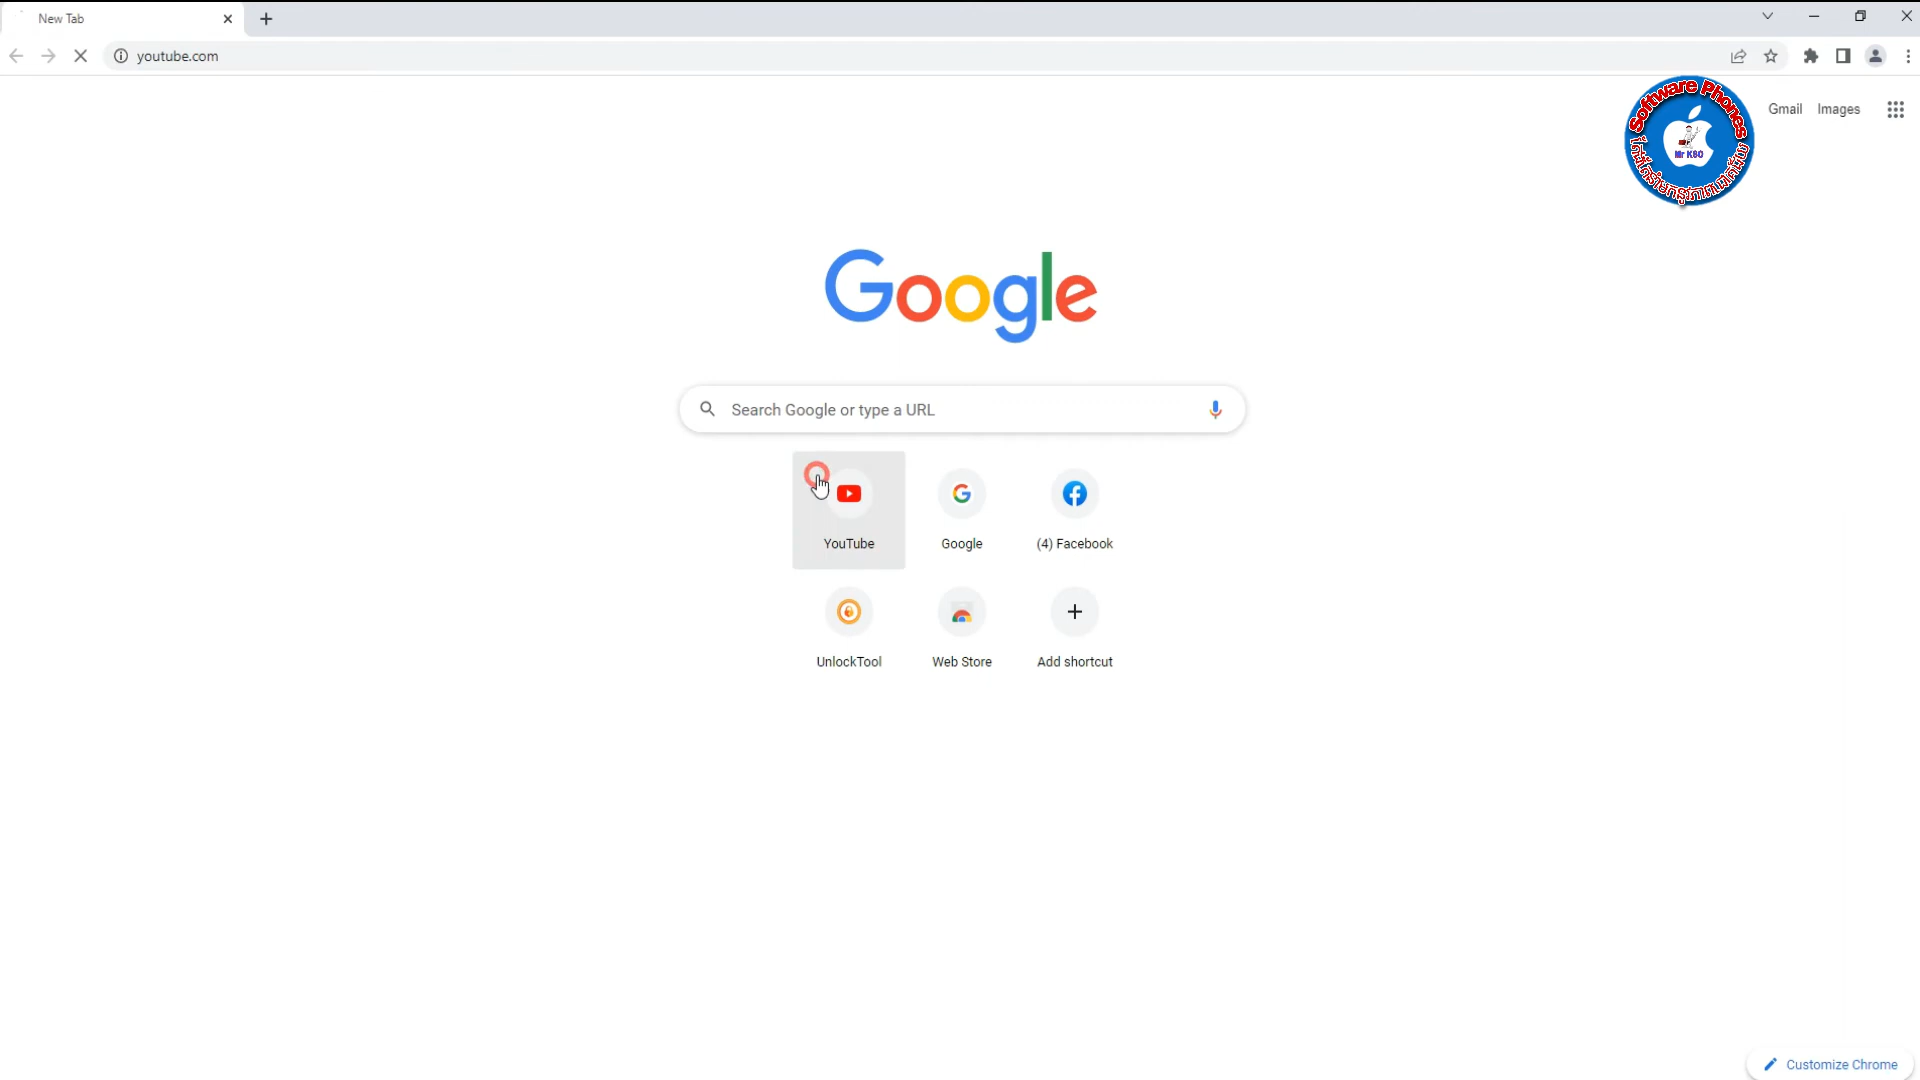 New Tab
youtube.com
Software Phones
Mr KSC
Gmail Images
Google
Search Google or type a URL
YouTube Google (4) Facebook
UnlockTool Web Store Add shortcut
Customize Chrome